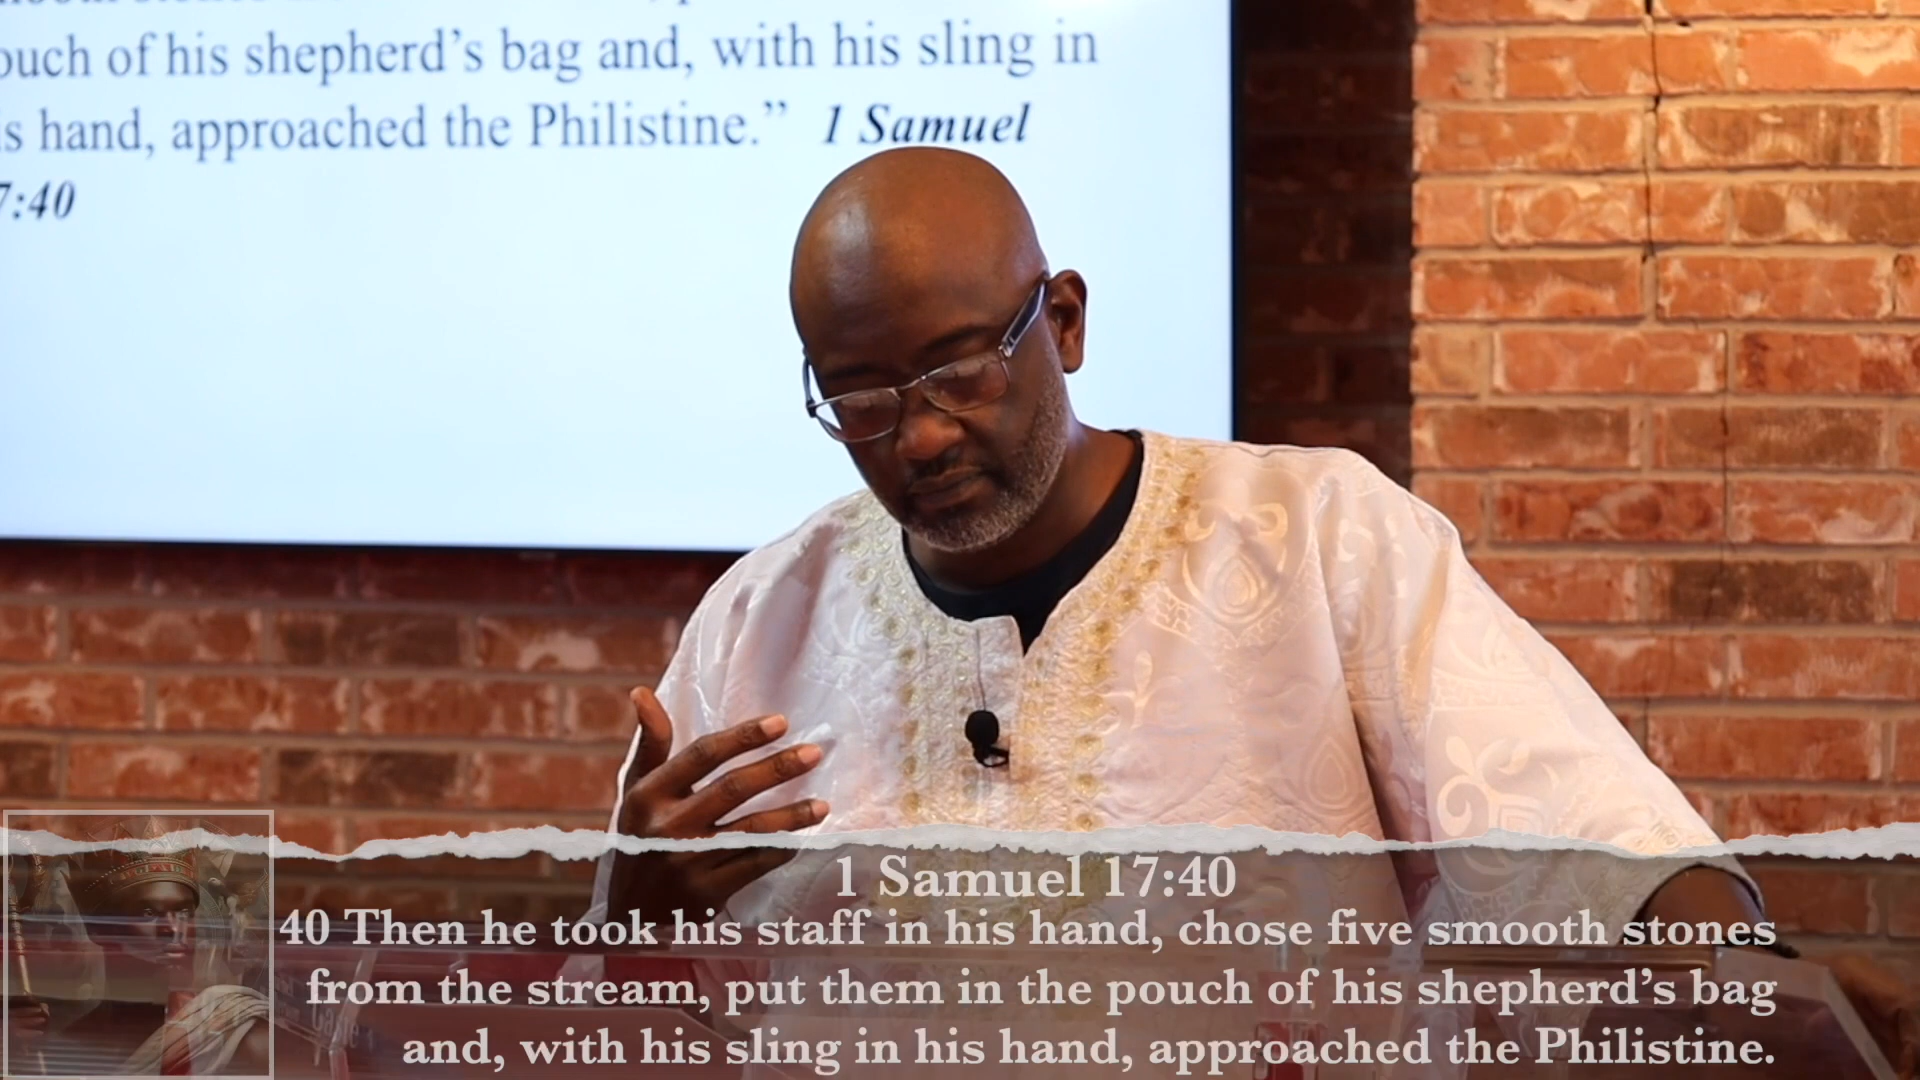 ouch of his shepherd’s bag and, with his sling in
is hand, approached the Philistine.” 1 Samuel
7:40
1 Samuel 17:40
40 Then he took his staff in his hand, chose five smooth stones
from the stream, put them in the pouch of his shepherd’s bag
and, with his sling in his hand, approached the Philistine.